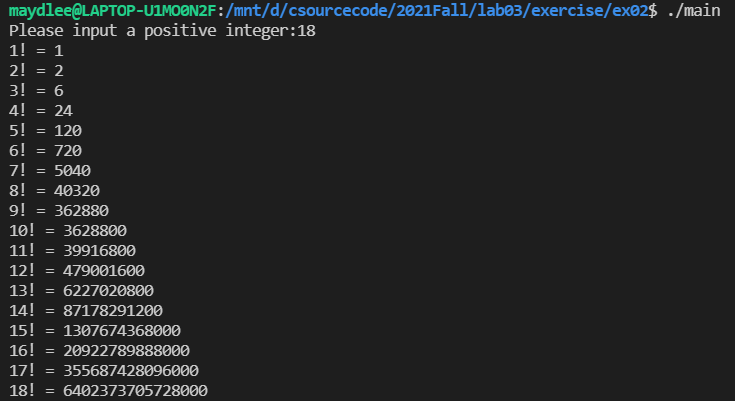 maydlee@LAPTOP-U1MO0N2F:/mnt/d/csourcecode/2021Fall/lab03/exercise/ex02$ ./main
Please input a positive integer:18
1! = 1
2! = 2
3! = 6
4! = 24
5! = 120
6! = 720
7! = 5040
8! = 40320
9! = 362880
10! = 3628800
11! = 39916800
12! = 479001600
13! = 6227020800
14! = 87178291200
15! = 1307674368000
16! = 20922789888000
17! = 355687428096000
18! = 6402373705728000